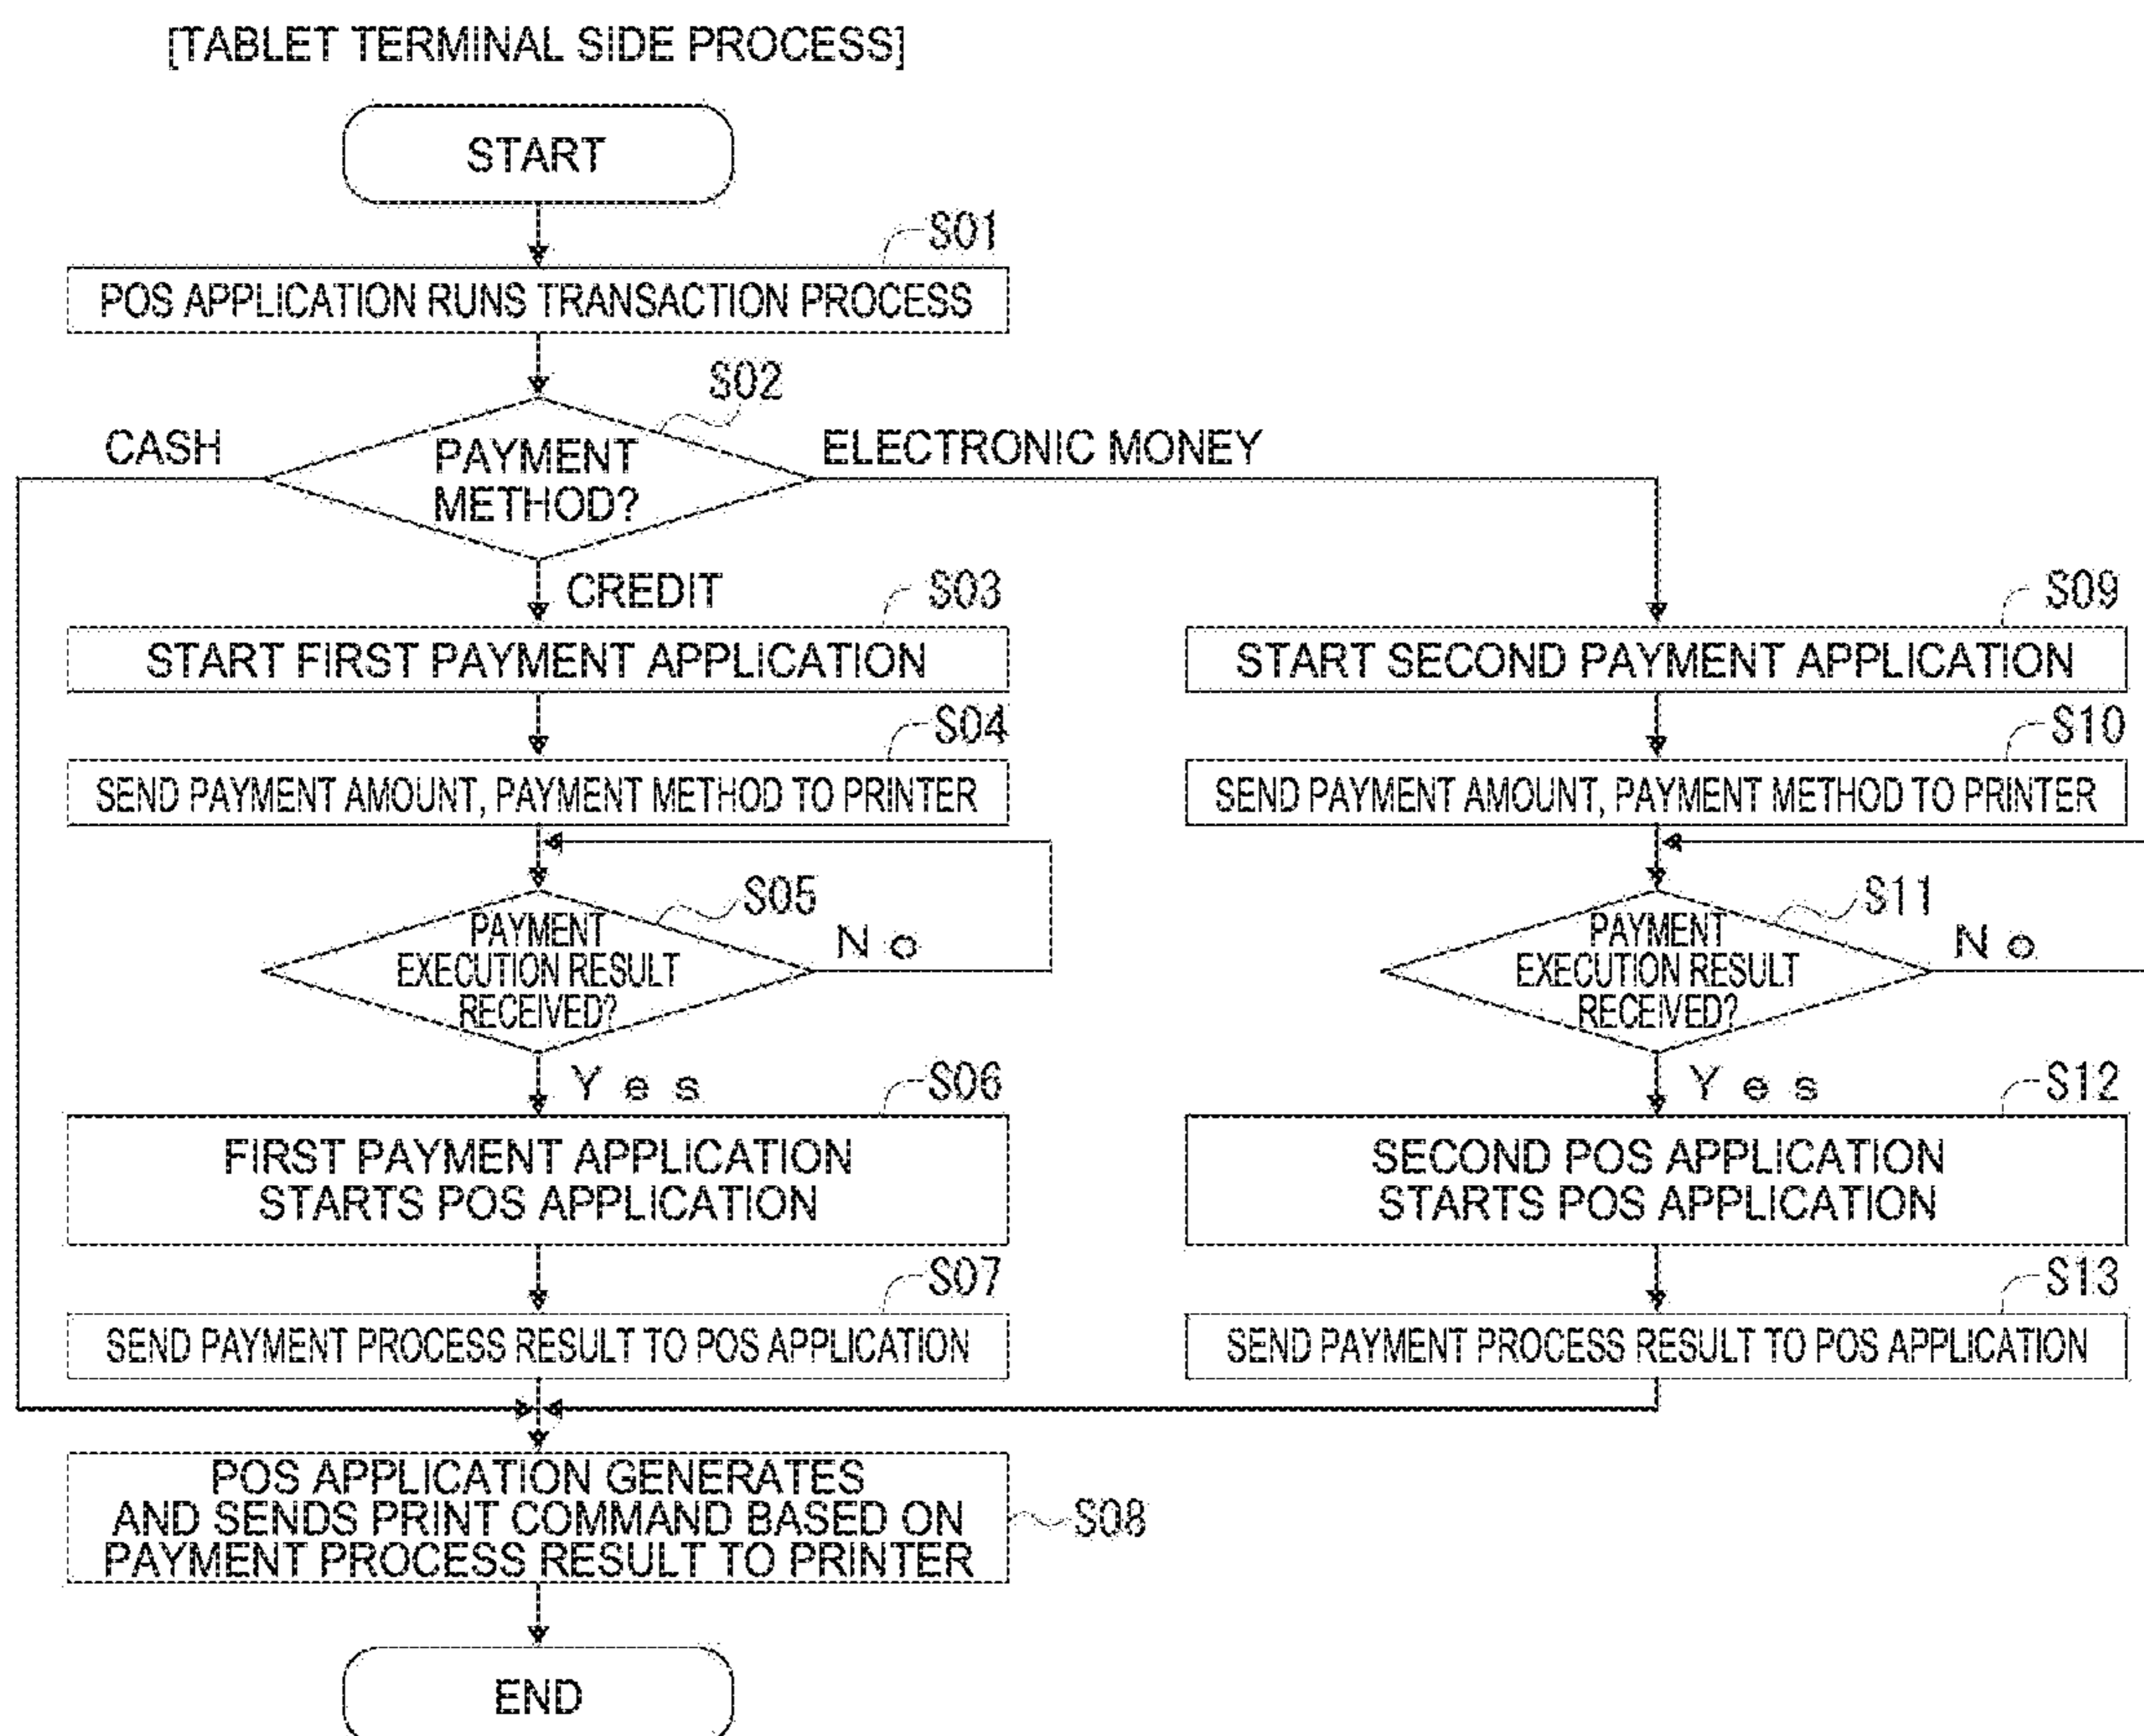 [TABLET TERMINAL SIDE PROCESS]
START
S01
POS APPLICATION RUNS TRANSACTION PROCESS
S02
CASH
PAYMENT
METHOD?
ELECTRONIC MONEY
CREDIT
S03
START FIRST PAYMENT APPLICATION
S04
SEND PAYMENT AMOUNT, PAYMENT METHOD TO PRINTER
S05
PAYMENT
EXECUTION RESULT
RECEIVED?
No
Yes
S06
FIRST PAYMENT APPLICATION
STARTS POS APPLICATION
S07
SEND PAYMENT PROCESS RESULT TO POS APPLICATION
S09
START SECOND PAYMENT APPLICATION
S10
SEND PAYMENT AMOUNT, PAYMENT METHOD TO PRINTER
S11
PAYMENT
EXECUTION RESULT
RECEIVED?
No
Yes
S12
SECOND POS APPLICATION
STARTS POS APPLICATION
S13
SEND PAYMENT PROCESS RESULT TO POS APPLICATION
POS APPLICATION GENERATES
AND SENDS PRINT COMMAND BASED ON
PAYMENT PROCESS RESULT TO PRINTER
S08
END